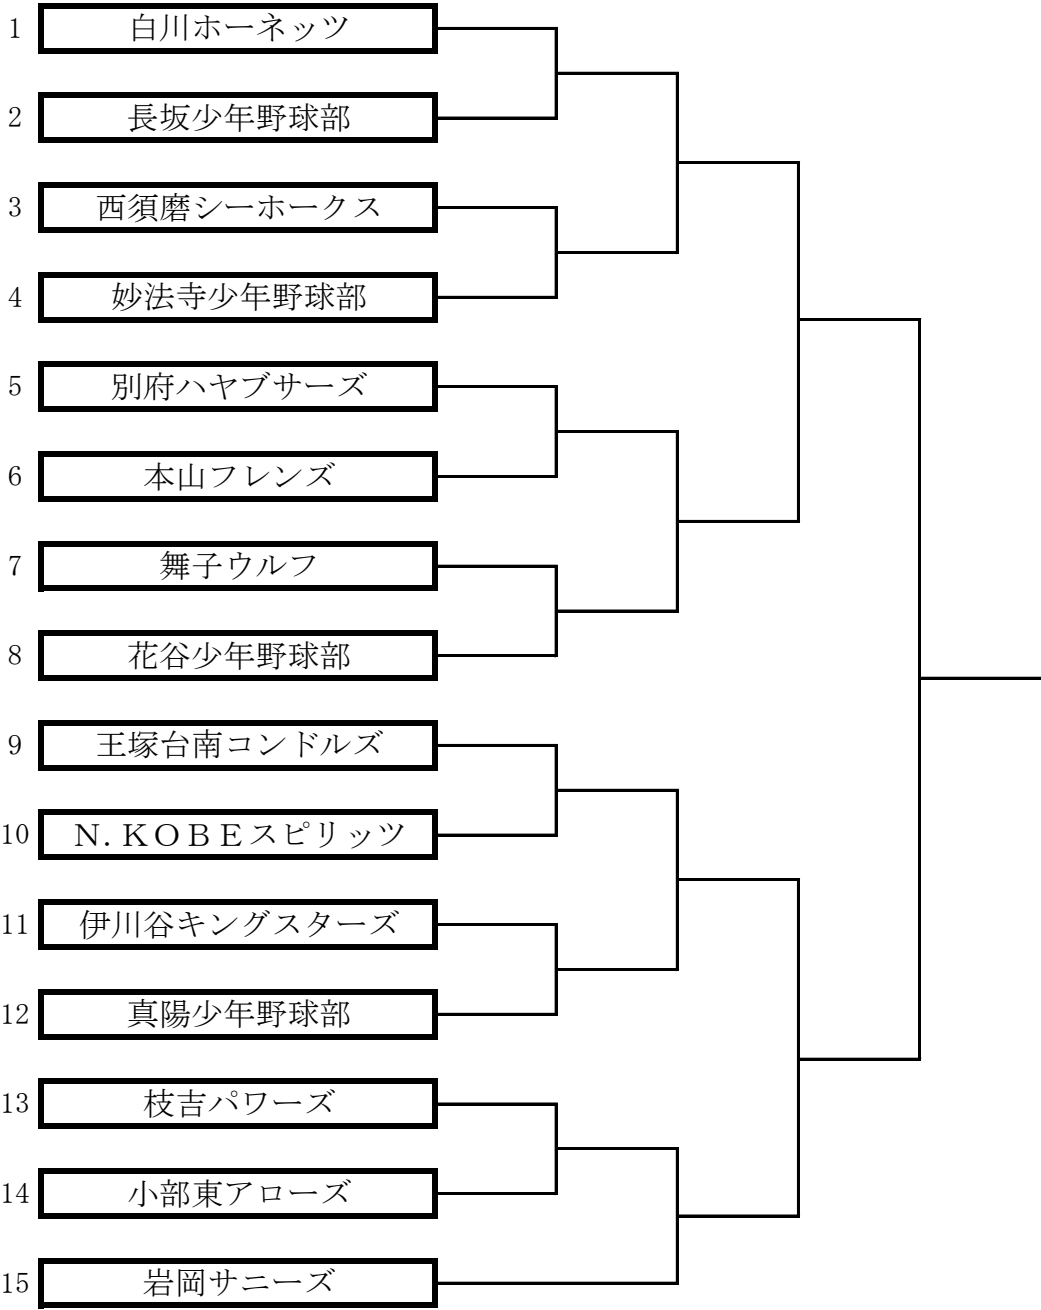 1 白川ホーネッツ
2 長坂少年野球部
3 西須磨シーホークス
4 妙法寺少年野球部
5 別府ハヤブサーズ
6 本山フレンズ
7 舞子ウルフ
8 花谷少年野球部
9 王塚台南コンドルズ
10 N.KOBEスピリッツ
11 伊川谷キングスターズ
12 真陽少年野球部
13 枝吉パワーズ
14 小部東アローズ
15 岩岡サニーズ